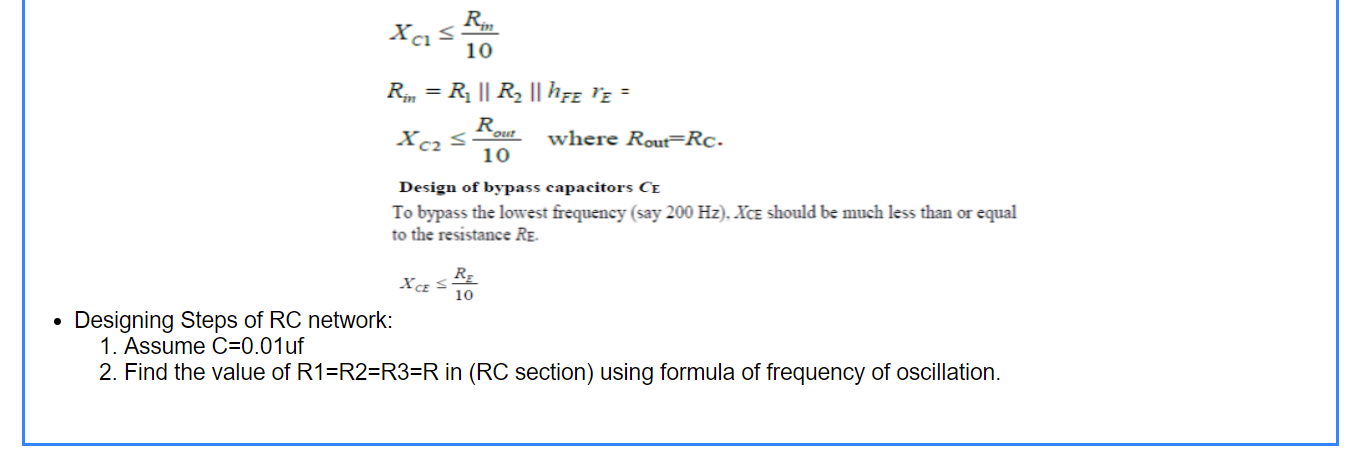 X_{C1} ≤ \frac{R_{in}}{10}
R_{in} = R_1 || R_2 || h_{FE} r_E =
X_{C2} ≤ \frac{R_{out}}{10} where R_{out}=R_C.
Design of bypass capacitors C_E
To bypass the lowest frequency (say 200 Hz), X_{CE} should be much less than or equal
to the resistance R_E.
X_{CE} ≤ \frac{R_E}{10}
• Designing Steps of RC network:
1. Assume C=0.01uf
2. Find the value of R1=R2=R3=R in (RC section) using formula of frequency of oscillation.